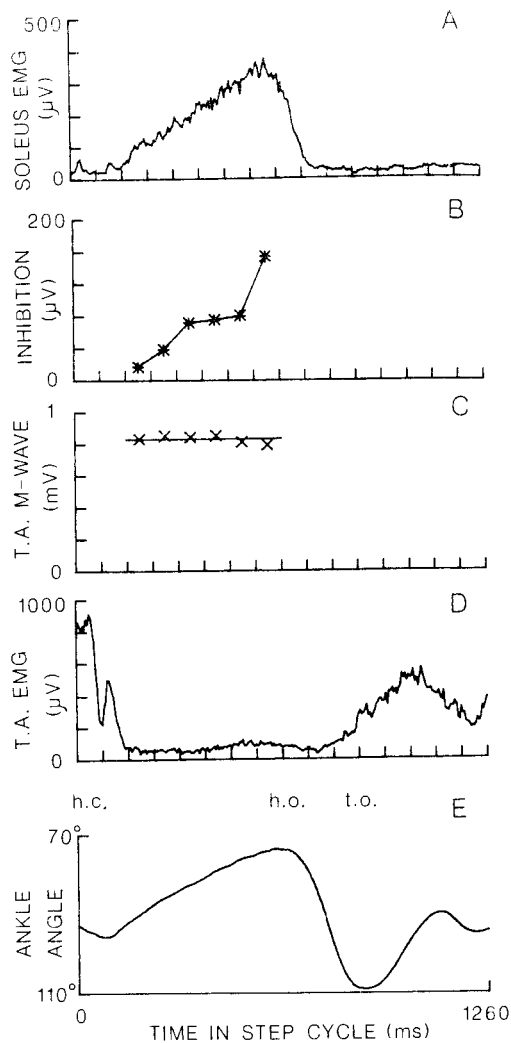 A
500
SOLEUS EMG
(µV)
0
B
200
INHIBITION
(µV)
0
C
1
T.A. M-WAVE
(mV)
0
D
1000
T.A. EMG
(µV)
0
h.c.
h.o.
t.o.
E
70°
ANKLE
ANGLE
110°
0
1260
TIME IN STEP CYCLE (ms)